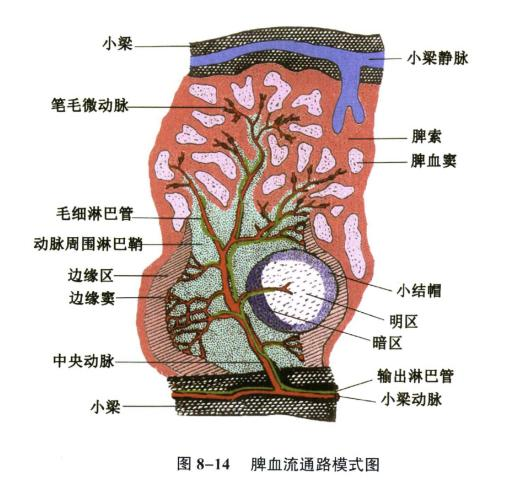 小梁
小梁静脉
笔毛微动脉
脾索
脾血窦
毛细淋巴管
动脉周围淋巴鞘
边缘区
边缘窦
小结帽
明区
暗区
中央动脉
输出淋巴管
小梁动脉
小梁
图 8-14 脾血流通路模式图